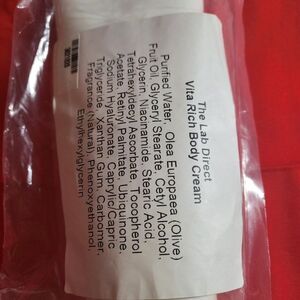 The Lab Direct
Vita Rich Body Cream
Purified Water, Olea Europaea (Olive)
Fruit Oil, Glyceryl Stearate, Cetyl Alcohol,
Glycerin, Niacinamide, Stearic Acid,
Tetrahexyldecyl Ascorbate, Tocopherol
Acetate, Retinyl Palmitate, Ubiquinone,
Sodium Hyaluronate, Caprylic/Capric
Triglyceride, Xanthan Gum, Carbomer,
Fragrance (Natural), Phenoxyethanol,
Ethylhexylglycerin